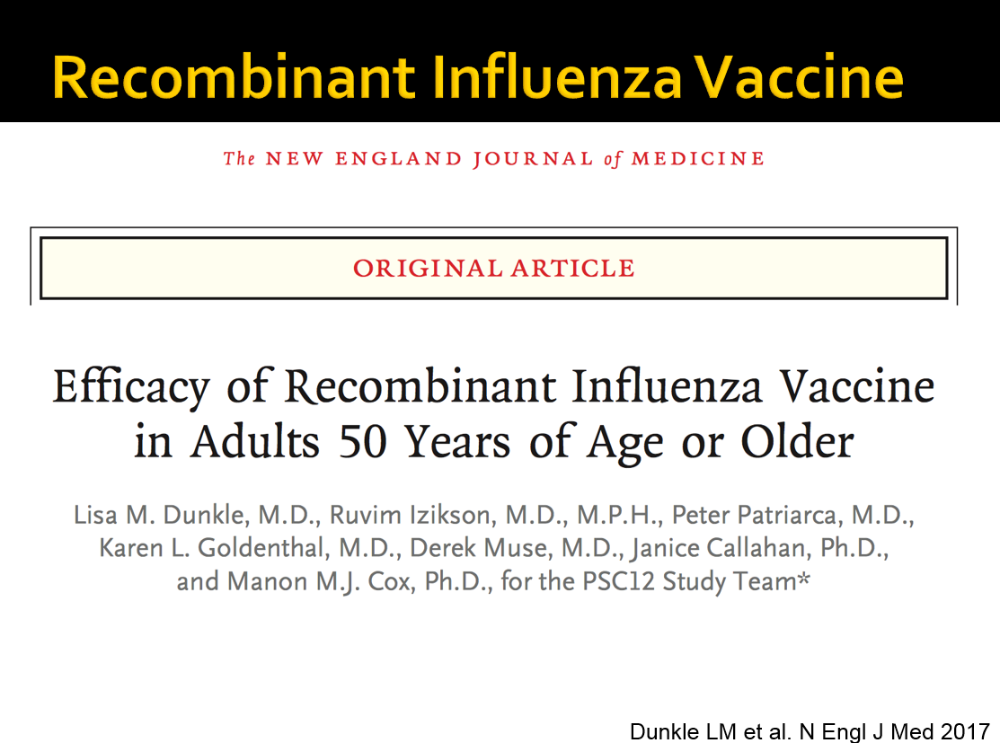 Recombinant Influenza Vaccine
The NEW ENGLAND JOURNAL of MEDICINE
ORIGINAL ARTICLE
Efficacy of Recombinant Influenza Vaccine
in Adults 50 Years of Age or Older
Lisa M. Dunkle, M.D., Ruvim Izikson, M.D., M.P.H., Peter Patriarca, M.D.,
Karen L. Goldenthal, M.D., Derek Muse, M.D., Janice Callahan, Ph.D.,
and Manon M.J. Cox, Ph.D., for the PSC12 Study Team*
Dunkle LM et al. N Engl J Med 2017